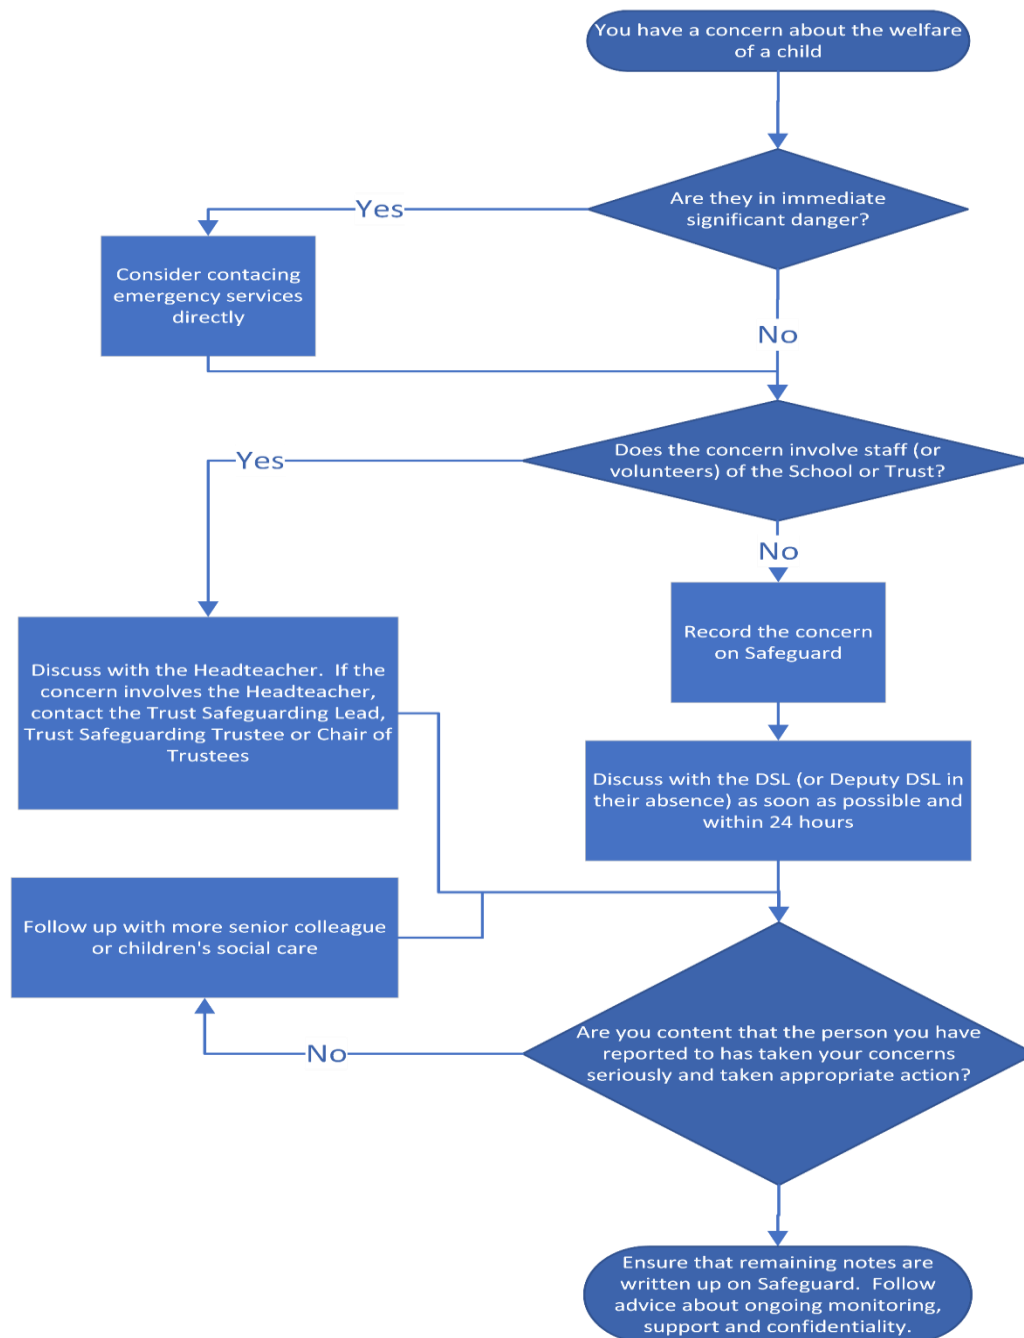 You have a concern about the welfare
of a child
Are they in immediate
significant danger?
Yes
Consider contacing
emergency services
directly
No
Does the concern involve staff (or
volunteers) of the School or Trust?
Yes
No
Record the concern
on Safeguard
Discuss with the Headteacher.  If the
concern involves the Headteacher,
contact the Trust Safeguarding Lead,
Trust Safeguarding Trustee or Chair of
Trustees
Discuss with the DSL (or Deputy DSL in
their absence) as soon as possible and
within 24 hours
Follow up with more senior colleague
or children's social care
Are you content that the person you have
reported to has taken your concerns
seriously and taken appropriate action?
No
Ensure that remaining notes are
written up on Safeguard.  Follow
advice about ongoing monitoring,
support and confidentiality.